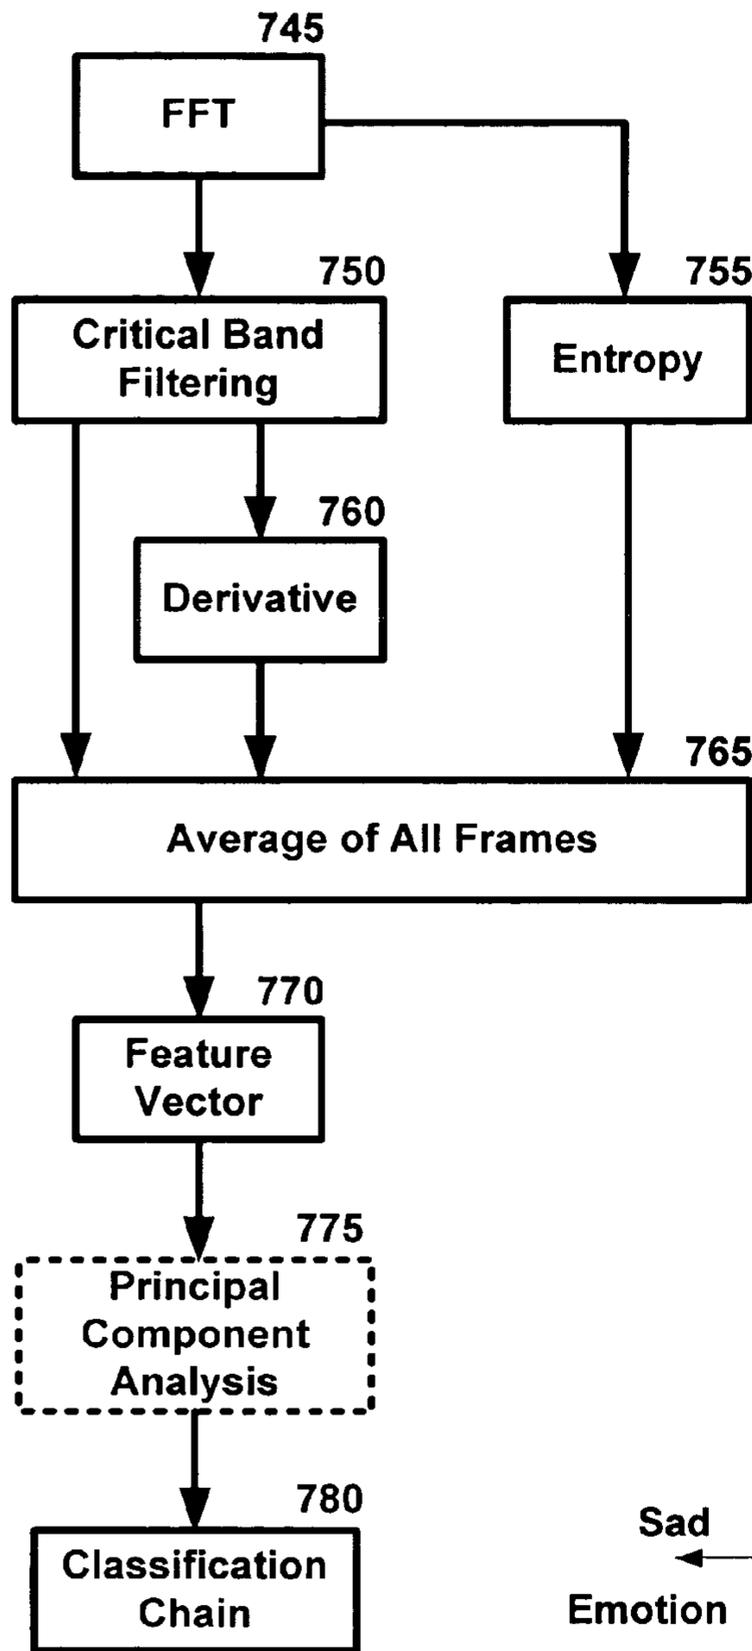 745
FFT
750
755
Critical Band
Filtering
Entropy
760
Derivative
765
Average of All Frames
770
Feature
Vector
775
Principal
Component
Analysis
780
Classification
Chain
Sad
Emotion